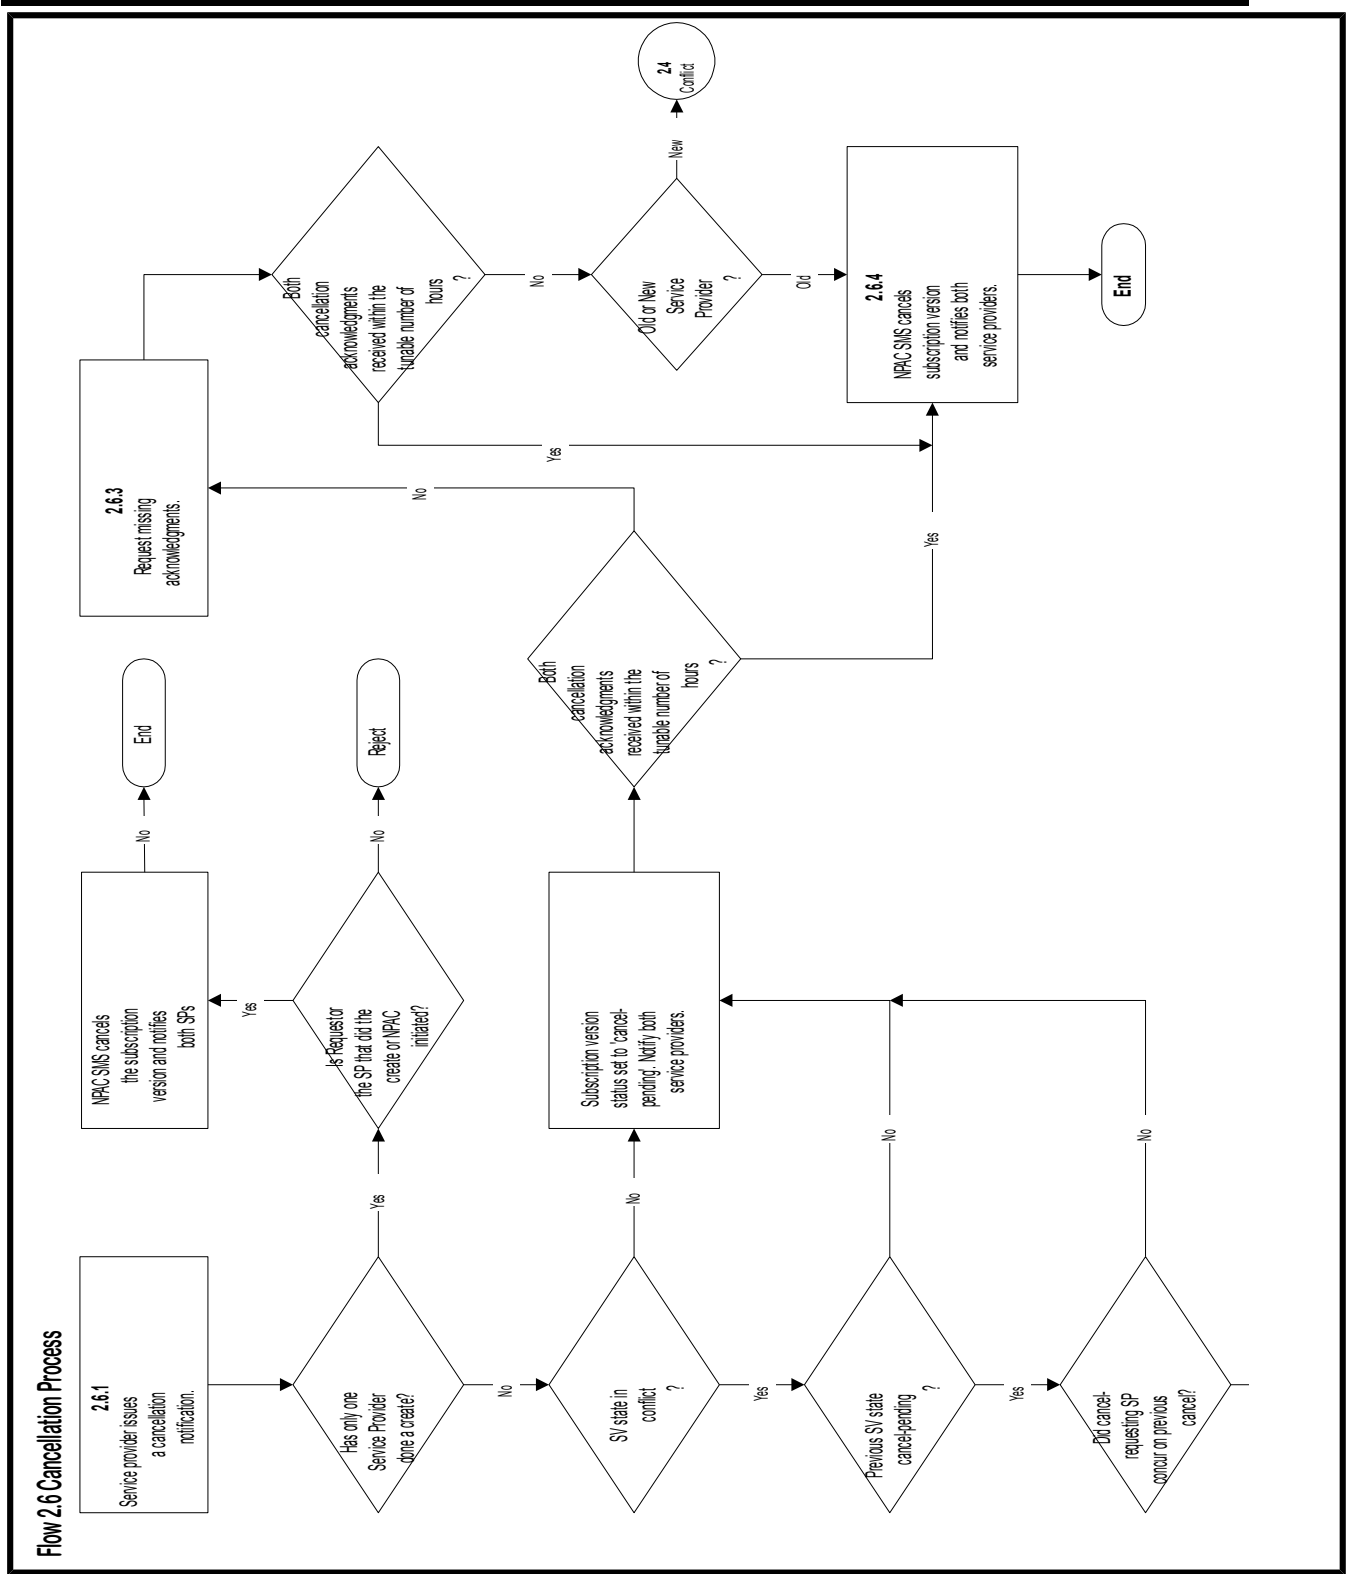 Flow 2.6 Cancellation Process
2.6.1
Service provider issues
a cancellation
notification.
Has only one
Service Provider
done a create?
Yes
No
Is Requestor
the SP that did the
create or NPAC
initiated?
Yes
No
NPAC SMS cancels
the subscription
version and notifies
both SPs
No
End
Reject
SV state in
conflict
?
No
Yes
Previous SV state
cancel-pending
?
No
Yes
Did cancel-
requesting SP
concur on previous
cancel?
No
Subscription version
status set to 'cancel-
pending'. Notify both
service providers.
Both
cancellation
acknowledgments
received within the
tunable number of
hours
?
No
Yes
2.6.3
Request missing
acknowledgments.
Both
cancellation
acknowledgments
received within the
tunable number of
hours
?
Yes
No
Old or New
Service
Provider
?
New
Old
2.4
Conflict
2.6.4
NPAC SMS cancels
subscription version
and notifies both
service providers.
End